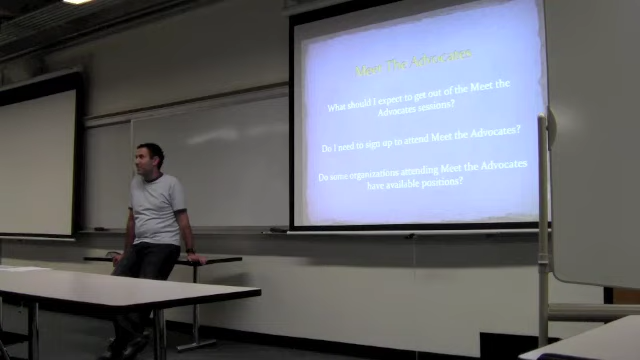 Meet The Advocates
What should I expect to get out of the Meet the
Advocates sessions?
Do I need to sign up to attend Meet the Advocates?
Do some organizations attending Meet the Advocates
have available positions?